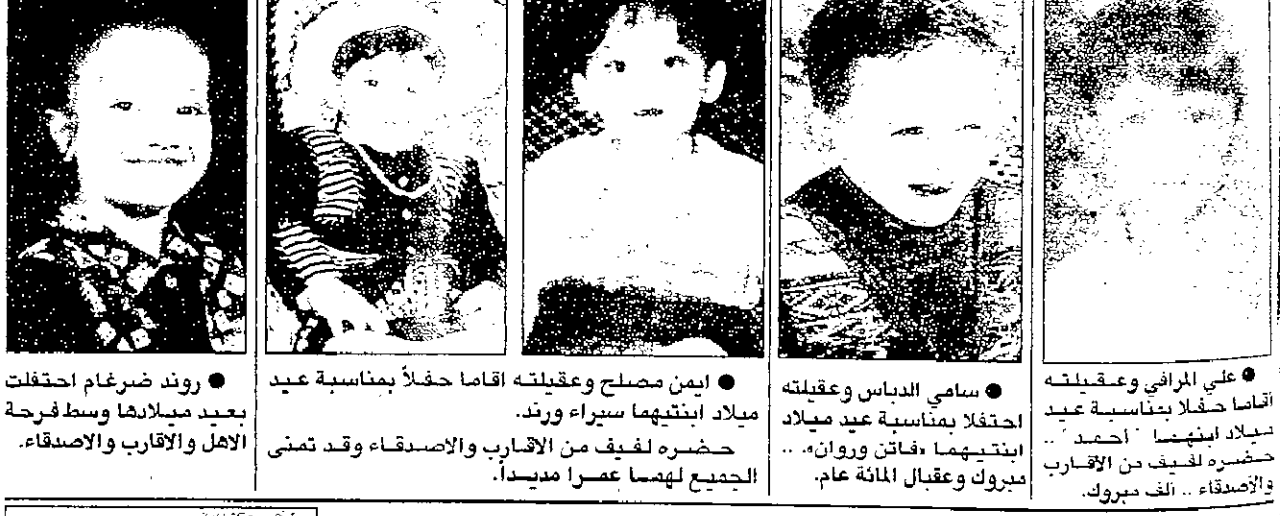 ● علي المرافي وعقيلته
اقاما حفلا بمناسبة عيد
ميلاد ابنهما "احمد" ..
حضره لفيف من الاقارب
والأصدقاء .. ألف مبروك.
● سامي الدباس وعقيلته
احتفلا بمناسبة عيد ميلاد
ابنتيهما «فاتن وروان» ..
مبروك وعقبال المائة عام.
● ايمن مصلح وعقيلته اقاما حفلاً بمناسبة عيد
ميلاد ابنتيهما سيراء ورند.
حضره لفيف من الاقارب والاصدقاء وقد تمنى
الجميع لهما عمرا مديداً.
● روند ضرغام احتفلت
بعيد ميلادها وسط فرحة
الاهل والاقارب والاصدقاء.